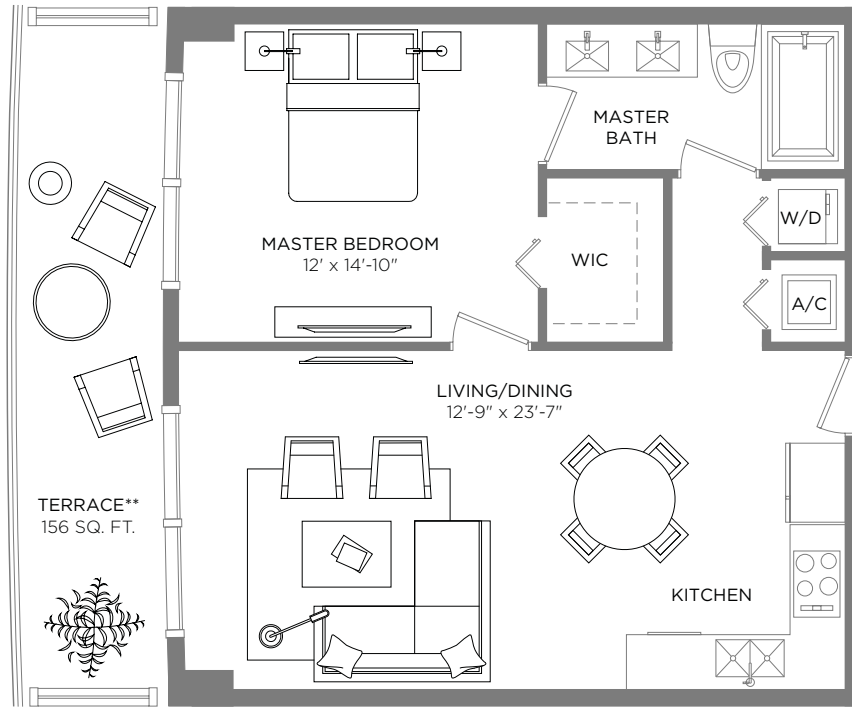 MASTER
BATH
MASTER BEDROOM
12' x 14'-10"
WIC
W/D
A/C
LIVING/DINING
12'-9" x 23'-7"
TERRACE**
156 SQ. FT.
KITCHEN